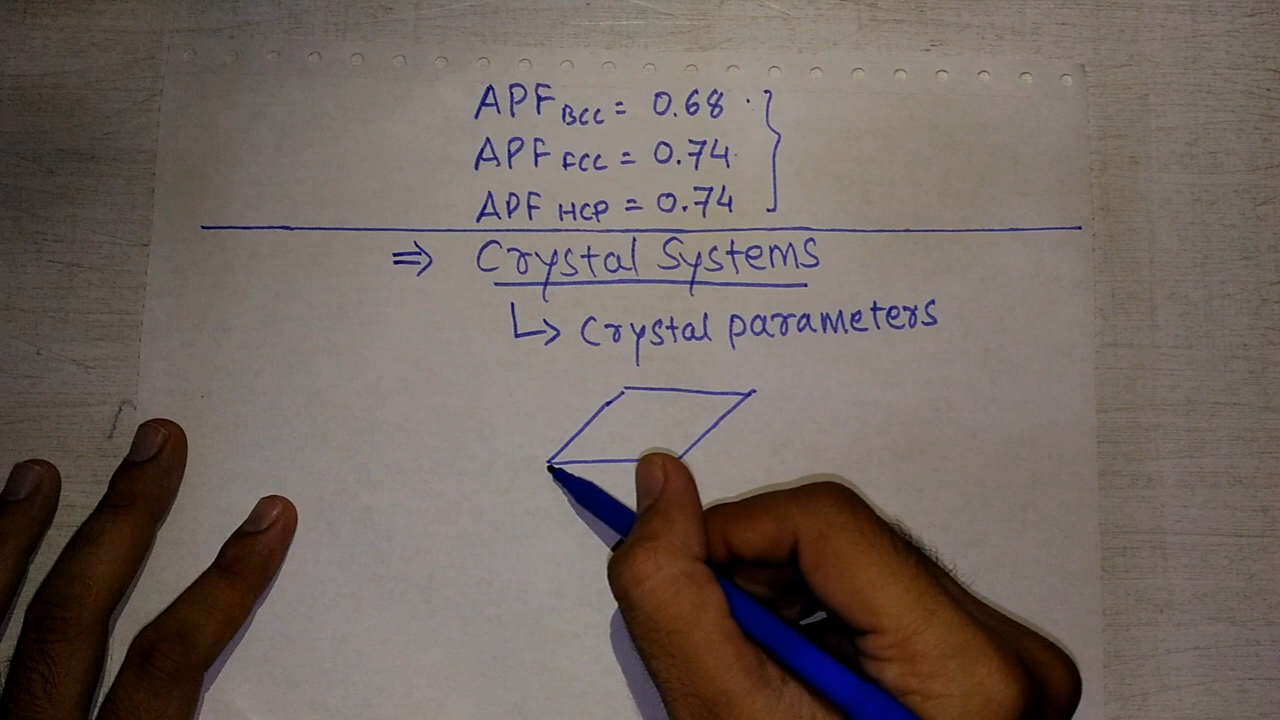 APF BCC = 0.68
APF FCC = 0.74
APF HCP = 0.74
⇒ Crystal Systems
↳ Crystal parameters